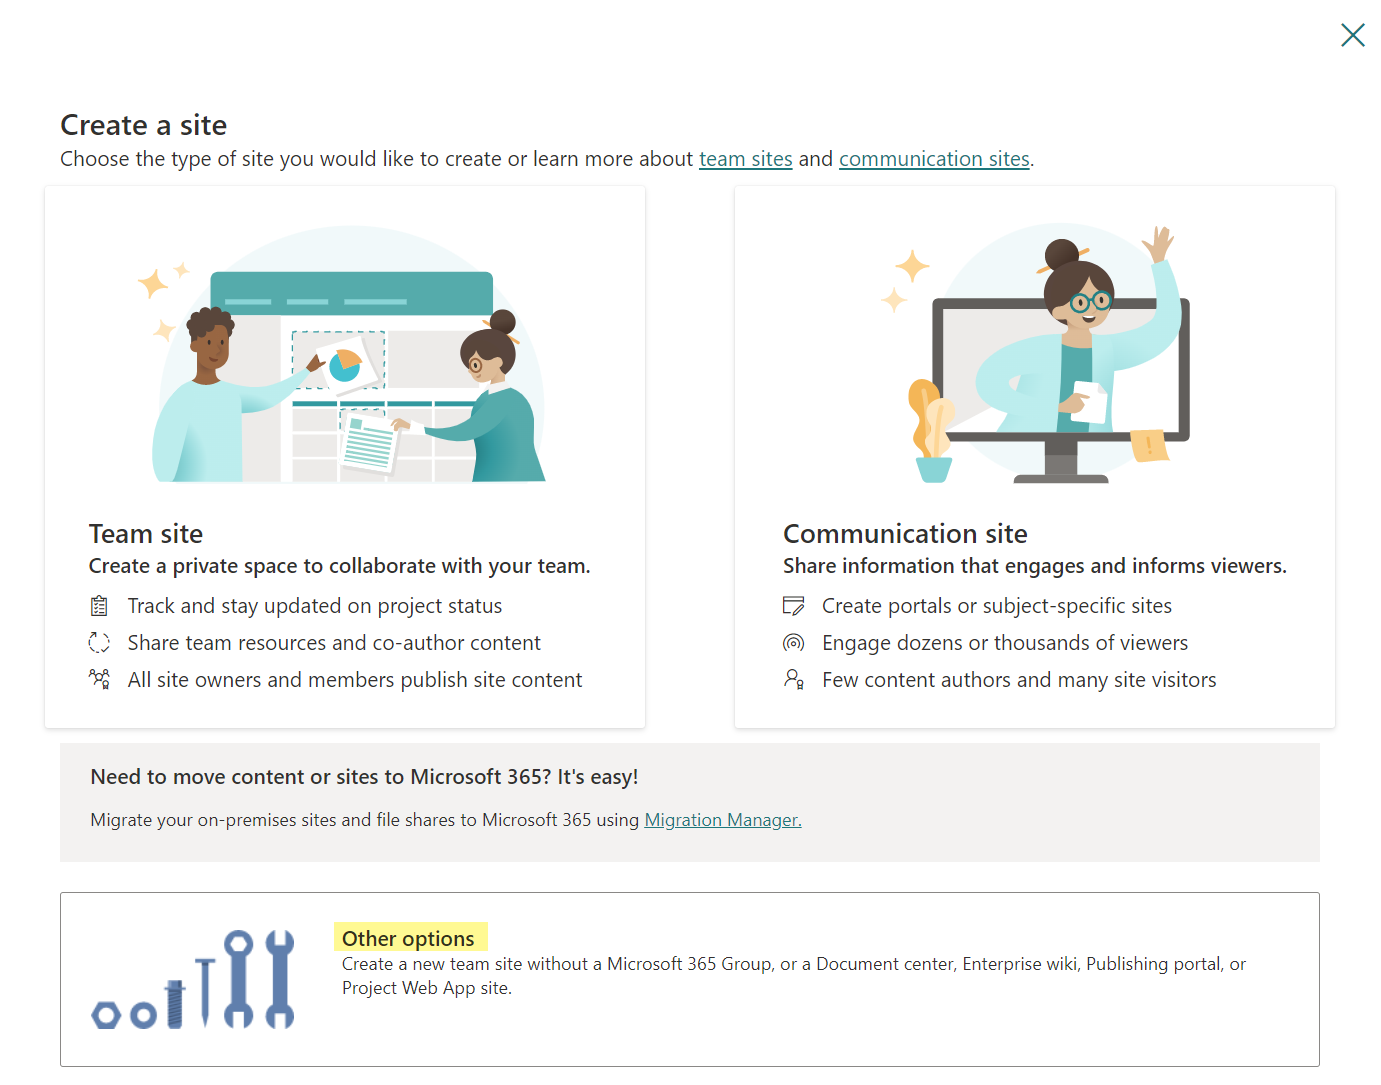 Create a site
Choose the type of site you would like to create or learn more about team sites and communication sites.
Team site
Create a private space to collaborate with your team.
Track and stay updated on project status
Share team resources and co-author content
All site owners and members publish site content
Communication site
Share information that engages and informs viewers.
Create portals or subject-specific sites
Engage dozens or thousands of viewers
Few content authors and many site visitors
Need to move content or sites to Microsoft 365? It's easy!
Migrate your on-premises sites and file shares to Microsoft 365 using Migration Manager.
Other options
Create a new team site without a Microsoft 365 Group, or a Document center, Enterprise wiki, Publishing portal, or
Project Web App site.